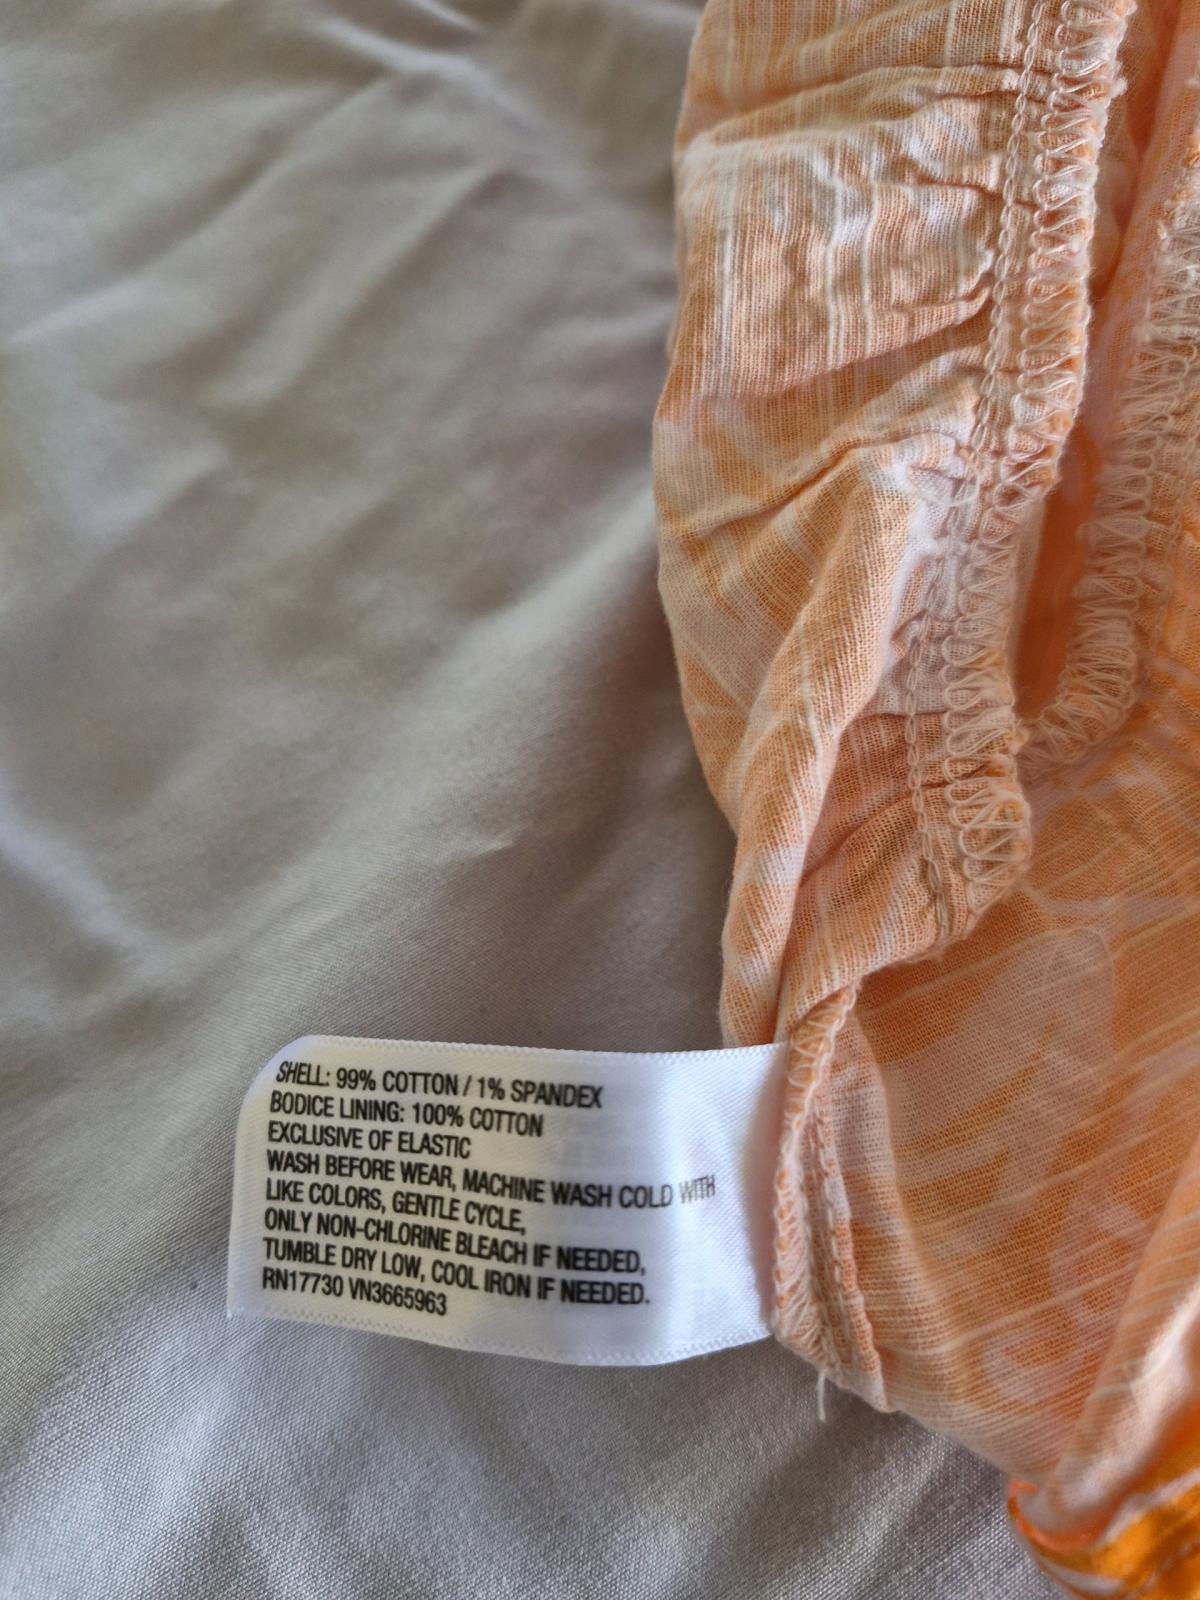 SHELL: 99% COTTON / 1% SPANDEX
BODICE LINING: 100% COTTON
EXCLUSIVE OF ELASTIC
WASH BEFORE WEAR, MACHINE WASH COLD WITH
LIKE COLORS, GENTLE CYCLE,
ONLY NON-CHLORINE BLEACH IF NEEDED,
TUMBLE DRY LOW, COOL IRON IF NEEDED.
RN17730 VN3665963